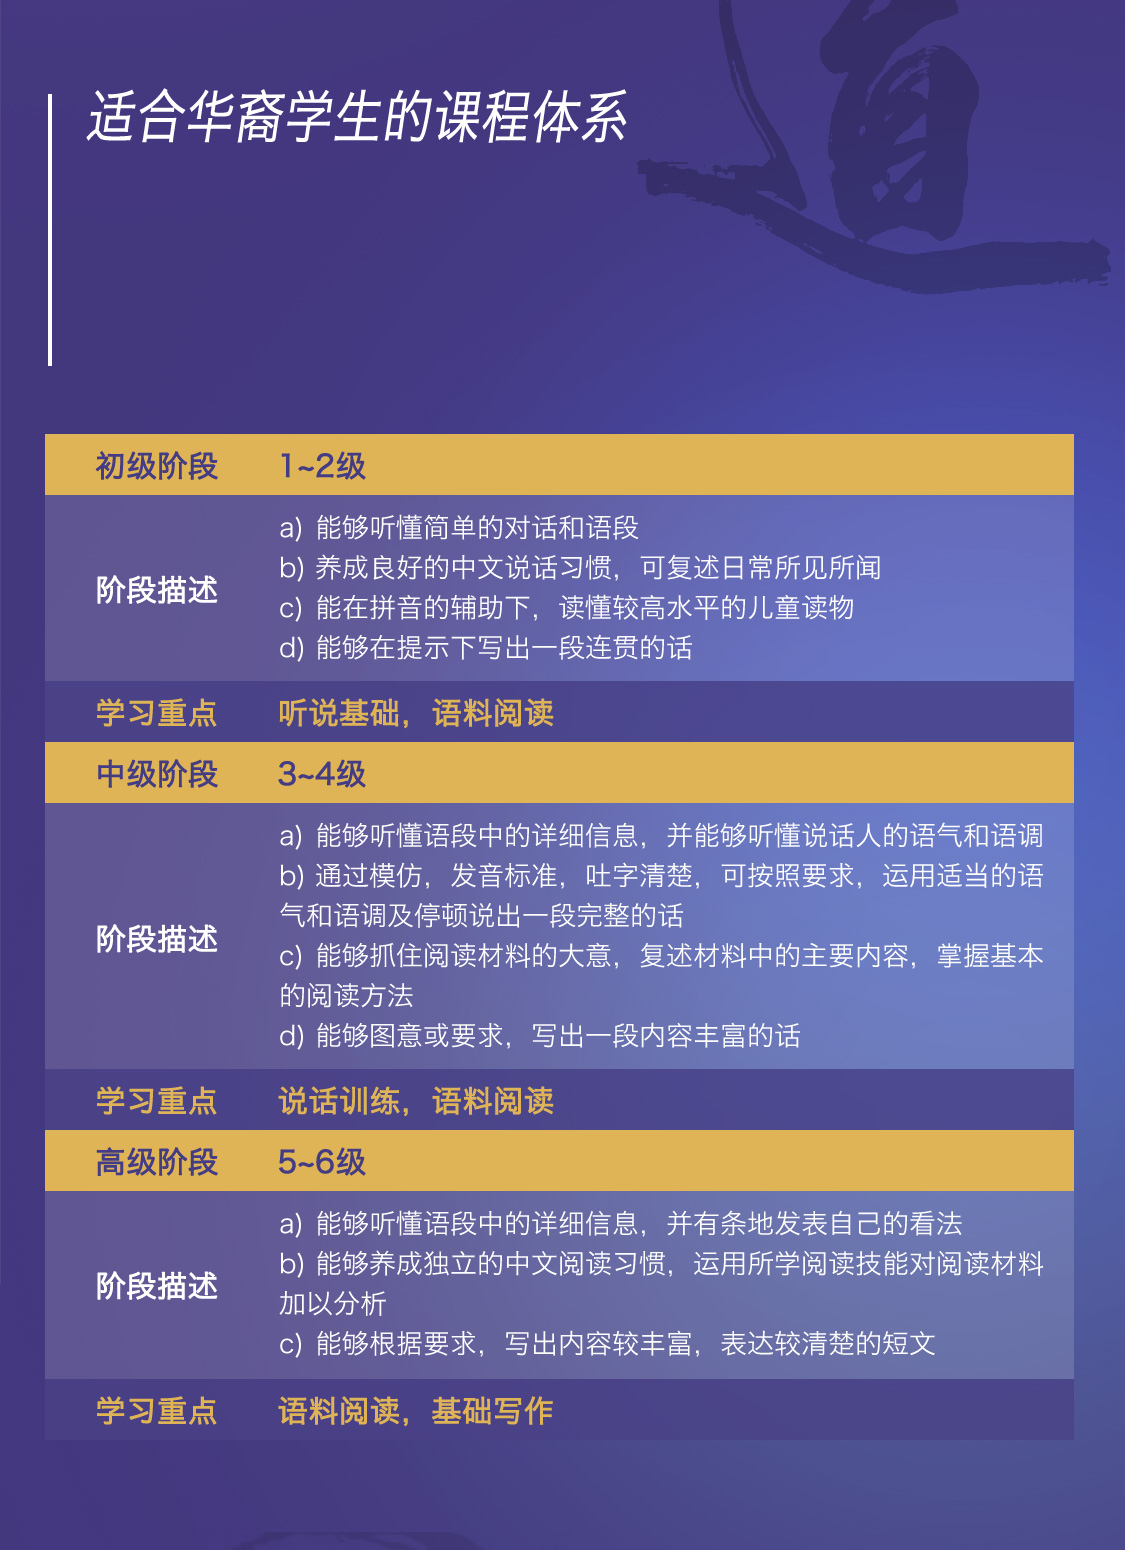 适合华裔学生的课程体系
初级阶段 1~2级
阶段描述
a) 能够听懂简单的对话和语段
b) 养成良好的中文说话习惯，可复述日常所见所闻
c) 能在拼音的辅助下，读懂较高水平的儿童读物
d) 能够在提示下写出一段连贯的话
学习重点 听说基础，语料阅读
中级阶段 3~4级
阶段描述
a) 能够听懂语段中的详细信息，并能够听懂说话人的语气和语调
b) 通过模仿，发音标准，吐字清楚，可按照要求，运用适当的语
气和语调及停顿说出一段完整的话
c) 能够抓住阅读材料的大意，复述材料中的主要内容，掌握基本
的阅读方法
d) 能够图意或要求，写出一段内容丰富的话
学习重点 说话训练，语料阅读
高级阶段 5~6级
阶段描述
a) 能够听懂语段中的详细信息，并有条地发表自己的看法
b) 能够养成独立的中文阅读习惯，运用所学阅读技能对阅读材料
加以分析
c) 能够根据要求，写出内容较丰富，表达较清楚的短文
学习重点 语料阅读，基础写作